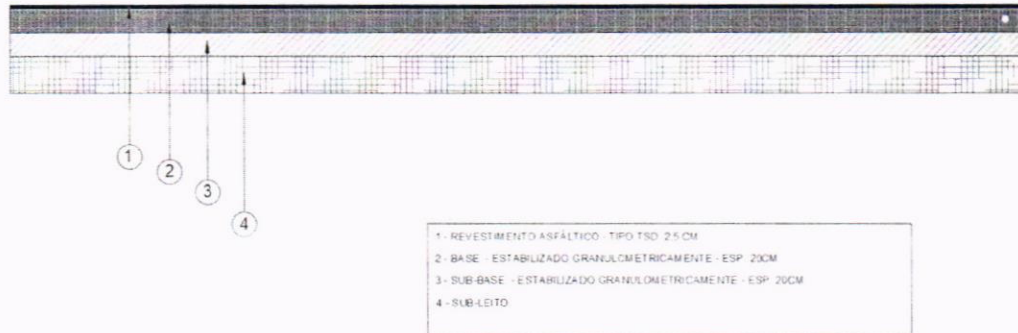 1
2
3
4
1 - REVESTIMENTO ASFÁLTICO - TIPO TSD 2.5 CM
2 - BASE - ESTABILIZADO GRANULOMETRICAMENTE - ESP 20CM
3 - SUB-BASE - ESTABILIZADO GRANULOMETRICAMENTE - ESP 20CM
4 - SUB-LEITO